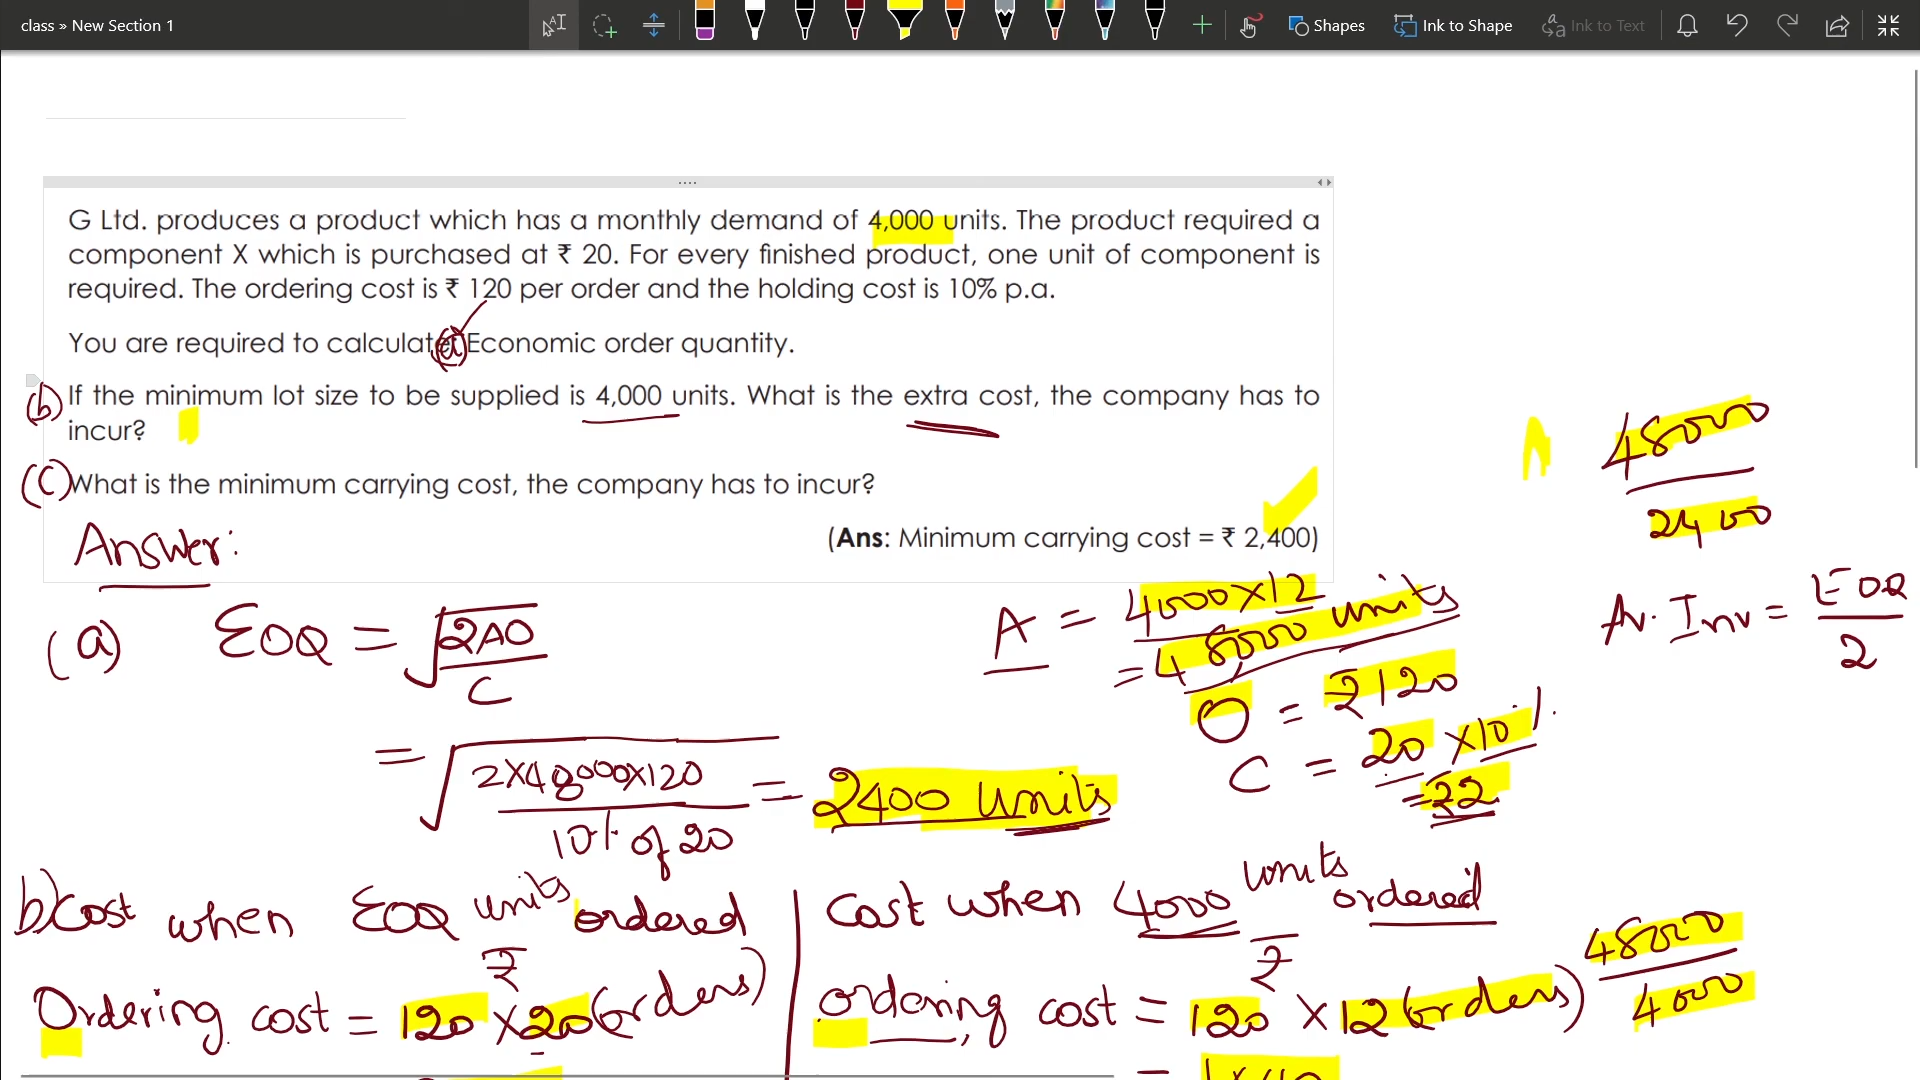 class » New Section 1
Shapes
Ink to Shape
Ink to Text
G Ltd. produces a product which has a monthly demand of 4,000 units. The product required a
component X which is purchased at ₹ 20. For every finished product, one unit of component is
required. The ordering cost is ₹ 120 per order and the holding cost is 10% p.a.
You are required to calculate (a) Economic order quantity.
(b) If the minimum lot size to be supplied is 4,000 units. What is the extra cost, the company has to
incur?
(c) What is the minimum carrying cost, the company has to incur?
(Ans: Minimum carrying cost = ₹ 2,400)
48000
2400
Answer:
(a) EOQ = √2AO
C
A = 4000×12
= 48000 units
O = ₹120
C = 20 ×10%
= ₹2
Av. Inv = EOQ
2
= √2×48000×120 = 2400 units
10% of 20
b) Cost when EOQ units ordered
₹
Ordering cost = 120 ×20 (orders)
Cost when 4000 units ordered
₹
ordering cost = 120 × 12 (orders)
48000
4000
=